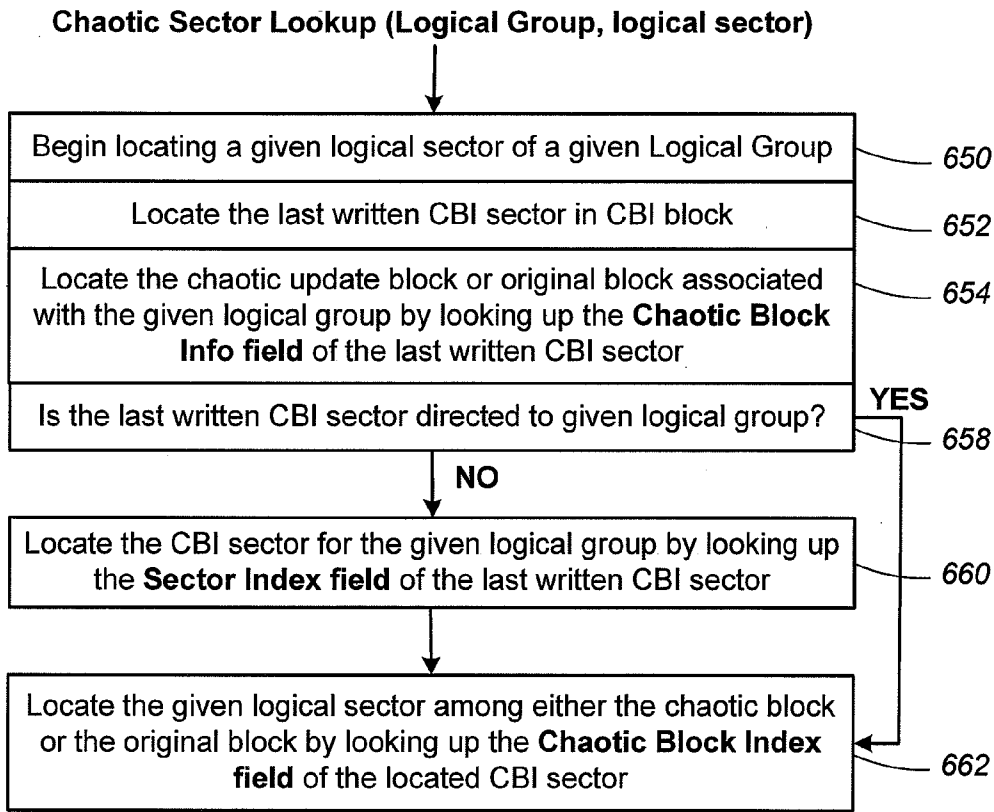 Chaotic Sector Lookup (Logical Group, logical sector)
Begin locating a given logical sector of a given Logical Group
650
Locate the last written CBI sector in CBI block
652
Locate the chaotic update block or original block associated
with the given logical group by looking up the Chaotic Block
Info field of the last written CBI sector
654
Is the last written CBI sector directed to given logical group?
YES
658
NO
Locate the CBI sector for the given logical group by looking up
the Sector Index field of the last written CBI sector
660
Locate the given logical sector among either the chaotic block
or the original block by looking up the Chaotic Block Index
field of the located CBI sector
662